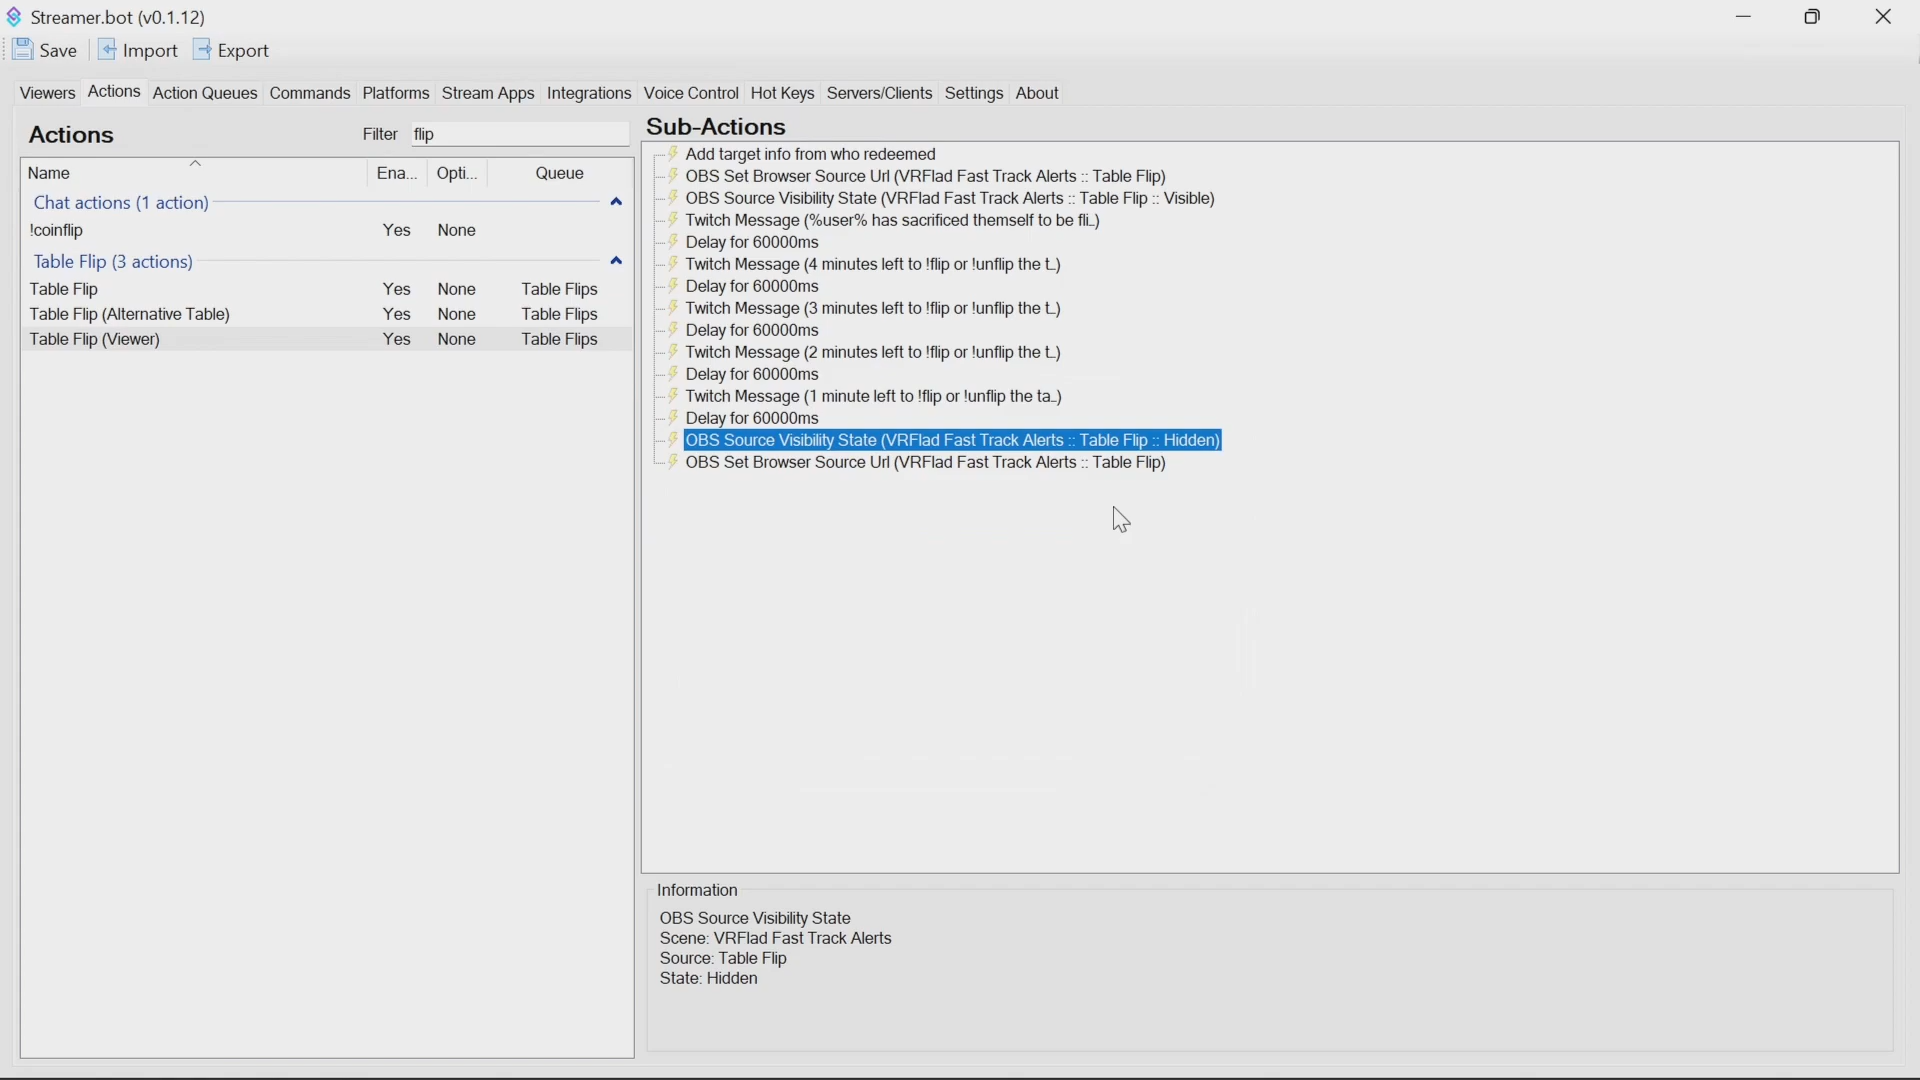 Streamer.bot (v0.1.12)
Save Import Export
Viewers Actions Action Queues Commands Platforms Stream Apps Integrations Voice Control Hot Keys Servers/Clients Settings About
Actions
Filter flip
Name Ena... Opti... Queue
Chat actions (1 action)
!coinflip Yes None
Table Flip (3 actions)
Table Flip Yes None Table Flips
Table Flip (Alternative Table) Yes None Table Flips
Table Flip (Viewer) Yes None Table Flips
Sub-Actions
Add target info from who redeemed
OBS Set Browser Source Url (VRFlad Fast Track Alerts :: Table Flip)
OBS Source Visibility State (VRFlad Fast Track Alerts :: Table Flip :: Visible)
Twitch Message (%user% has sacrificed themself to be fli...)
Delay for 60000ms
Twitch Message (4 minutes left to !flip or !unflip the t...)
Delay for 60000ms
Twitch Message (3 minutes left to !flip or !unflip the t...)
Delay for 60000ms
Twitch Message (2 minutes left to !flip or !unflip the t...)
Delay for 60000ms
Twitch Message (1 minute left to !flip or !unflip the ta...)
Delay for 60000ms
OBS Source Visibility State (VRFlad Fast Track Alerts :: Table Flip :: Hidden)
OBS Set Browser Source Url (VRFlad Fast Track Alerts :: Table Flip)
Information
OBS Source Visibility State
Scene: VRFlad Fast Track Alerts
Source: Table Flip
State: Hidden